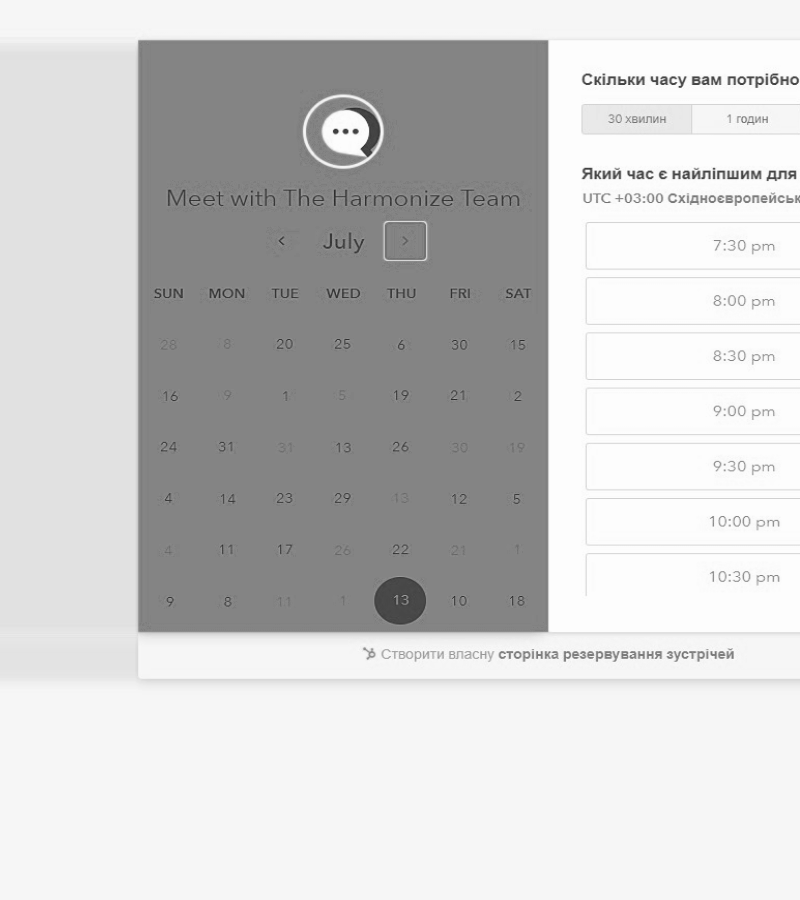 Meet with The Harmonize Team
July
SUN MON TUE WED THU FRI SAT
28 8 20 25 6 30 15
16 9 1 5 19 21 2
24 31 31 13 26 30 19
4 14 23 29 13 12 5
4 11 17 26 22 21 1
9 8 11 1 13 10 18
Скільки часу вам потрібно
30 хвилин 1 годин
Який час є найліпшим для
UTC +03:00 Східноєвропейськ
7:30 pm
8:00 pm
8:30 pm
9:00 pm
9:30 pm
10:00 pm
10:30 pm
Створити власну сторінка резервування зустрічей